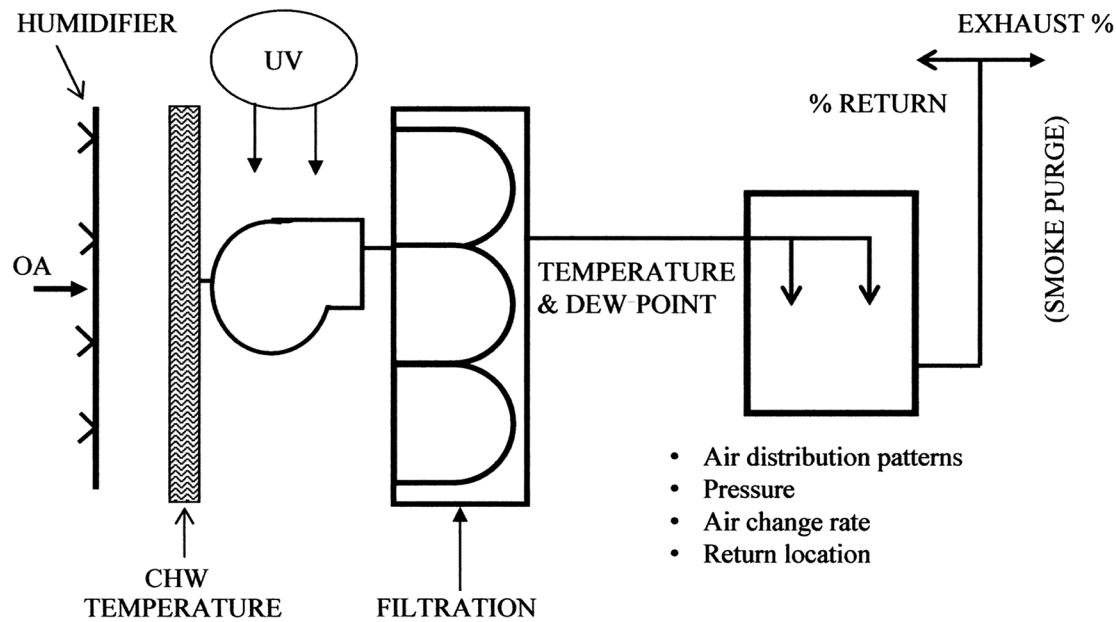 HUMIDIFIER
UV
EXHAUST %
% RETURN
(SMOKE PURGE)
OA
TEMPERATURE
& DEW-POINT
• Air distribution patterns
• Pressure
• Air change rate
• Return location
CHW
TEMPERATURE
FILTRATION